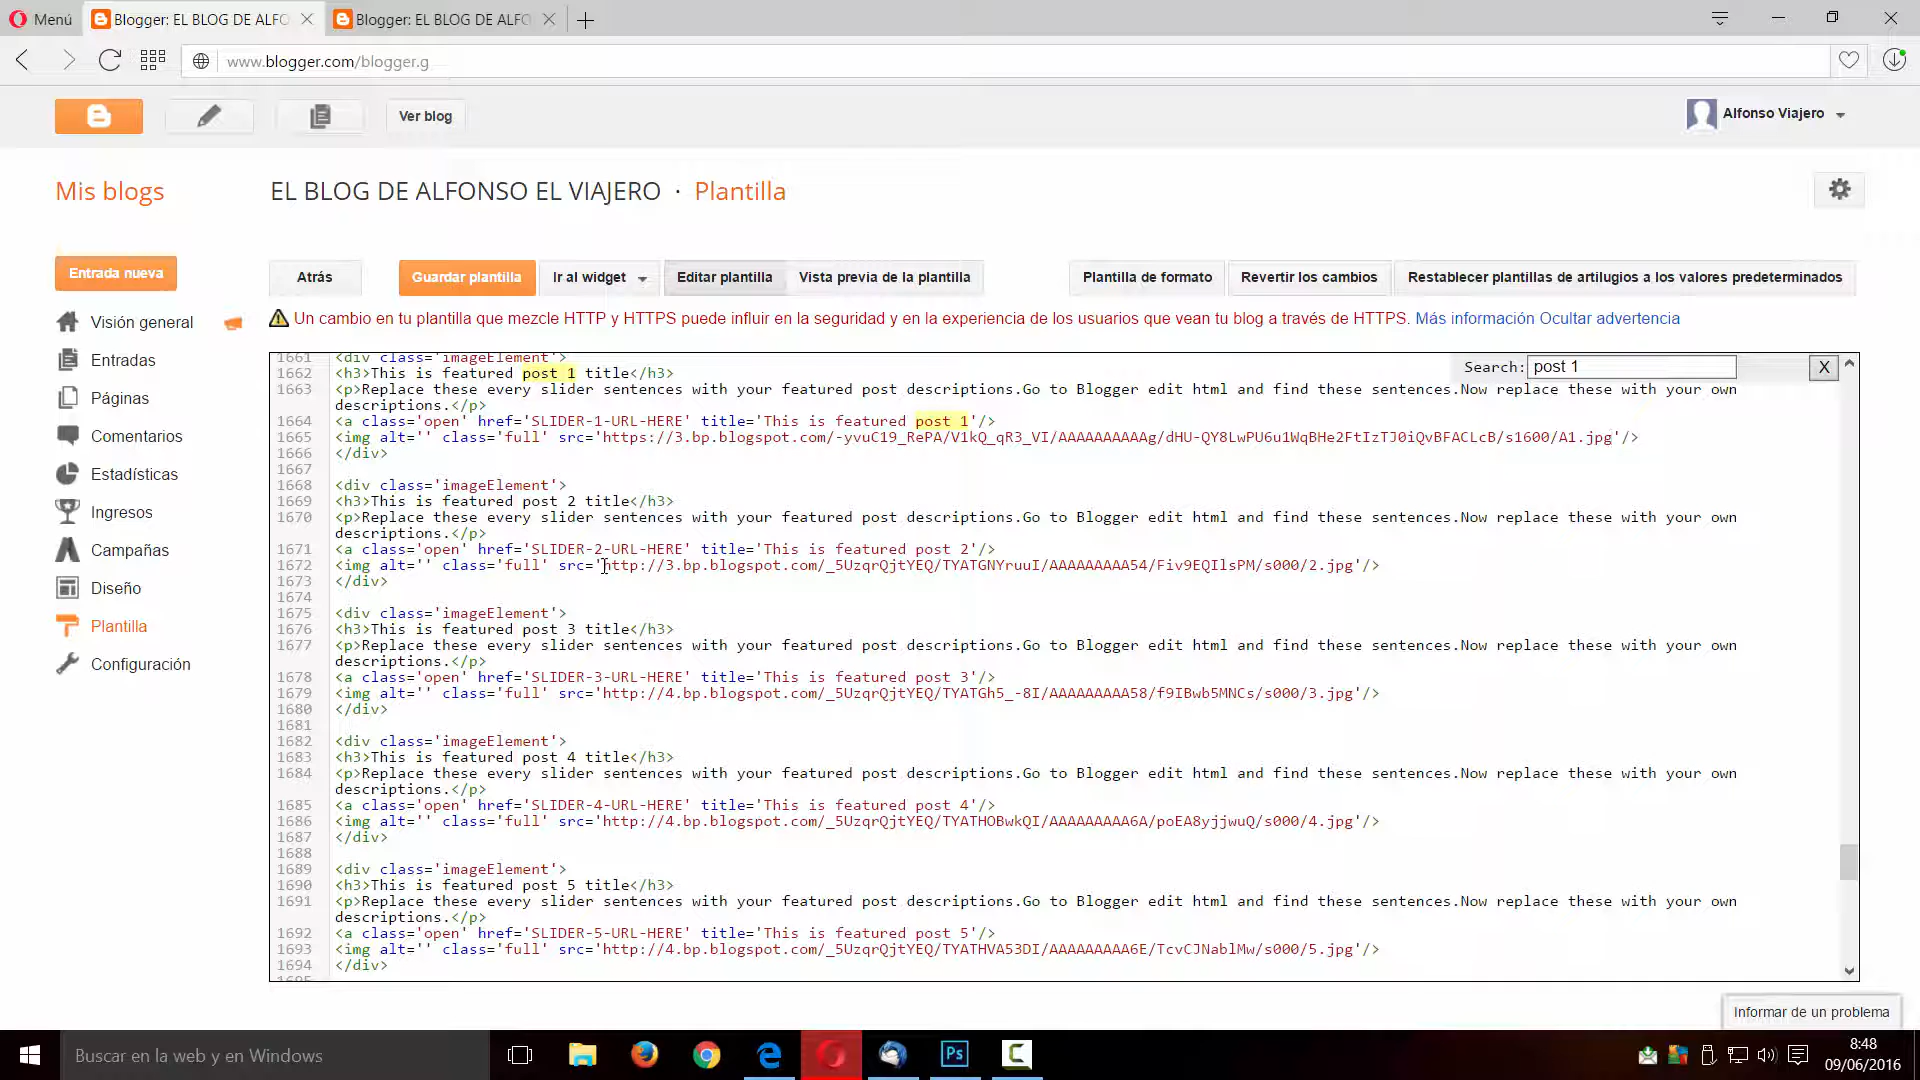 Menú
Blogger: EL BLOG DE ALFO
Blogger: EL BLOG DE ALFO
www.blogger.com/blogger.g
Ver blog
Alfonso Viajero
Mis blogs
EL BLOG DE ALFONSO EL VIAJERO · Plantilla
Entrada nueva
Atrás
Guardar plantilla
Ir al widget
Editar plantilla
Vista previa de la plantilla
Plantilla de formato
Revertir los cambios
Restablecer plantillas de artilugios a los valores predeterminados
Un cambio en tu plantilla que mezcle HTTP y HTTPS puede influir en la seguridad y en la experiencia de los usuarios que vean tu blog a través de HTTPS. Más información Ocultar advertencia
Visión general
Entradas
Páginas
Comentarios
Estadísticas
Ingresos
Campañas
Diseño
Plantilla
Configuración
Search: post 1
X
1661 <div class='imageElement'>
1662 <h3>This is featured post 1 title</h3>
1663 <p>Replace these every slider sentences with your featured post descriptions.Go to Blogger edit html and find these sentences.Now replace these with your own
descriptions.</p>
1664 <a class='open' href='SLIDER-1-URL-HERE' title='This is featured post 1'/>
1665 <img alt='' class='full' src='https://3.bp.blogspot.com/-yvuC19_RePA/V1kQ_qR3_VI/AAAAAAAAAAg/dHU-QY8LwPU6u1WqBHe2FtIzTJ0iQvBFACLcB/s1600/A1.jpg'/>
1666 </div>
1667
1668 <div class='imageElement'>
1669 <h3>This is featured post 2 title</h3>
1670 <p>Replace these every slider sentences with your featured post descriptions.Go to Blogger edit html and find these sentences.Now replace these with your own
descriptions.</p>
1671 <a class='open' href='SLIDER-2-URL-HERE' title='This is featured post 2'/>
1672 <img alt='' class='full' src='http://3.bp.blogspot.com/_5UzqrQjtYEQ/TYATGNYruuI/AAAAAAAAA54/Fiv9EQIlsPM/s000/2.jpg'/>
1673 </div>
1674
1675 <div class='imageElement'>
1676 <h3>This is featured post 3 title</h3>
1677 <p>Replace these every slider sentences with your featured post descriptions.Go to Blogger edit html and find these sentences.Now replace these with your own
descriptions.</p>
1678 <a class='open' href='SLIDER-3-URL-HERE' title='This is featured post 3'/>
1679 <img alt='' class='full' src='http://4.bp.blogspot.com/_5UzqrQjtYEQ/TYATGh5_-8I/AAAAAAAAA58/f9IBwb5MNCs/s000/3.jpg'/>
1680 </div>
1681
1682 <div class='imageElement'>
1683 <h3>This is featured post 4 title</h3>
1684 <p>Replace these every slider sentences with your featured post descriptions.Go to Blogger edit html and find these sentences.Now replace these with your own
descriptions.</p>
1685 <a class='open' href='SLIDER-4-URL-HERE' title='This is featured post 4'/>
1686 <img alt='' class='full' src='http://4.bp.blogspot.com/_5UzqrQjtYEQ/TYATHOBwkQI/AAAAAAAAA6A/poEA8yjjwuQ/s000/4.jpg'/>
1687 </div>
1688
1689 <div class='imageElement'>
1690 <h3>This is featured post 5 title</h3>
1691 <p>Replace these every slider sentences with your featured post descriptions.Go to Blogger edit html and find these sentences.Now replace these with your own
descriptions.</p>
1692 <a class='open' href='SLIDER-5-URL-HERE' title='This is featured post 5'/>
1693 <img alt='' class='full' src='http://4.bp.blogspot.com/_5UzqrQjtYEQ/TYATHVA53DI/AAAAAAAAA6E/TcvCJNablMw/s000/5.jpg'/>
1694 </div>
1695
Informar de un problema
Buscar en la web y en Windows
Ps
8:48
09/06/2016